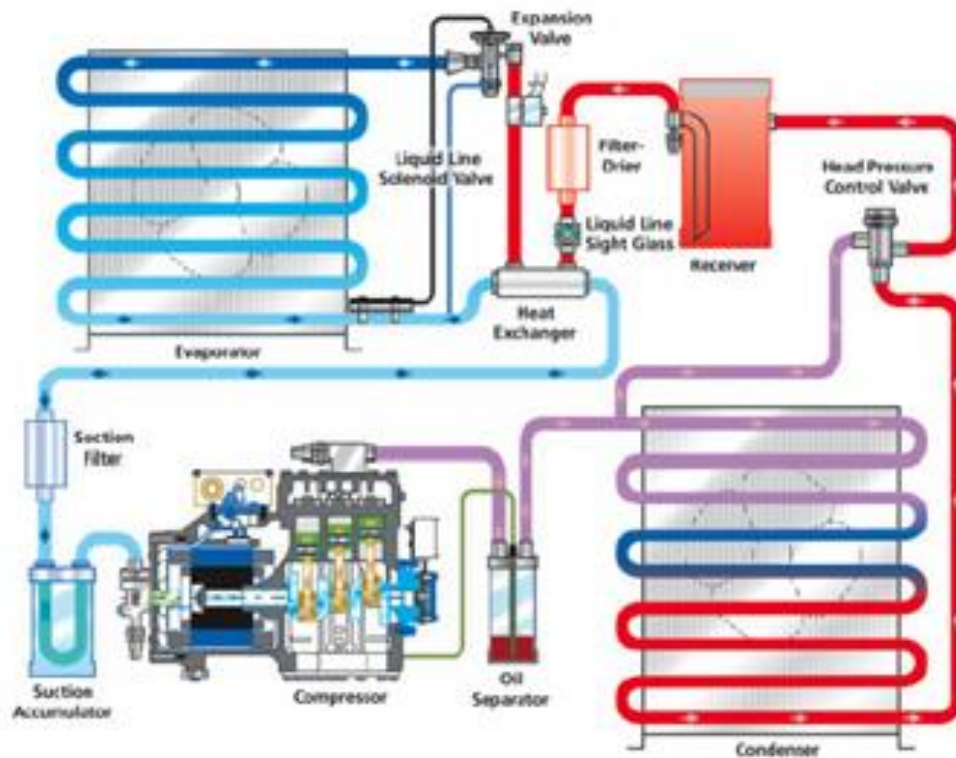 Expansion
Valve
Liquid Line
Solenoid Valve
Filter-
Drier
Liquid Line
Sight Glass
Receiver
Head Pressure
Control Valve
Heat
Exchanger
Evaporator
Suction
Filter
Suction
Accumulator
Compressor
Oil
Separator
Condenser